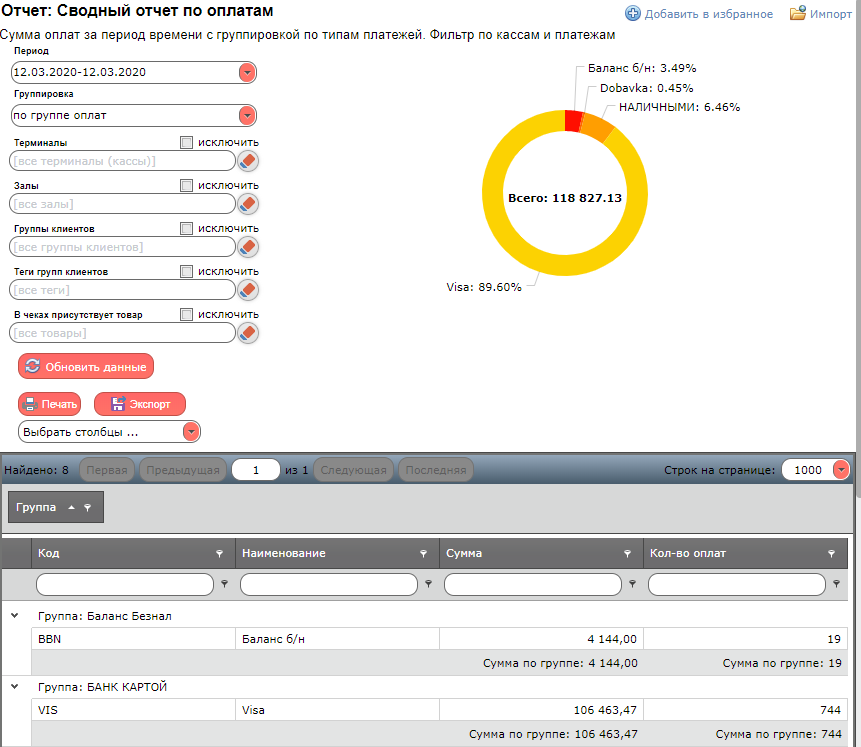 Отчет: Сводный отчет по оплатам
Добавить в избранное
Импорт
Сумма оплат за период времени с группировкой по типам платежей. Фильтр по кассам и платежам
Период
12.03.2020-12.03.2020
Группировка
по группе оплат
Терминалы
исключить
[все терминалы (кассы)]
Залы
исключить
[все залы]
Группы клиентов
исключить
[все группы клиентов]
Теги групп клиентов
исключить
[все теги]
В чеках присутствует товар
исключить
[все товары]
Обновить данные
Печать
Экспорт
Выбрать столбцы ...
Баланс б/н: 3.49%
Dobavka: 0.45%
НАЛИЧНЫМИ: 6.46%
Всего: 118 827.13
Visa: 89.60%
Найдено: 8 Первая Предыдущая 1 из 1 Следующая Последняя Строк на странице: 1000
Группа
Код Наименование Сумма Кол-во оплат
Группа: Баланс Безнал
BBN Баланс б/н 4 144,00 19
Сумма по группе: 4 144,00 Сумма по группе: 19
Группа: БАНК КАРТОЙ
VIS Visa 106 463,47 744
Сумма по группе: 106 463,47 Сумма по группе: 744